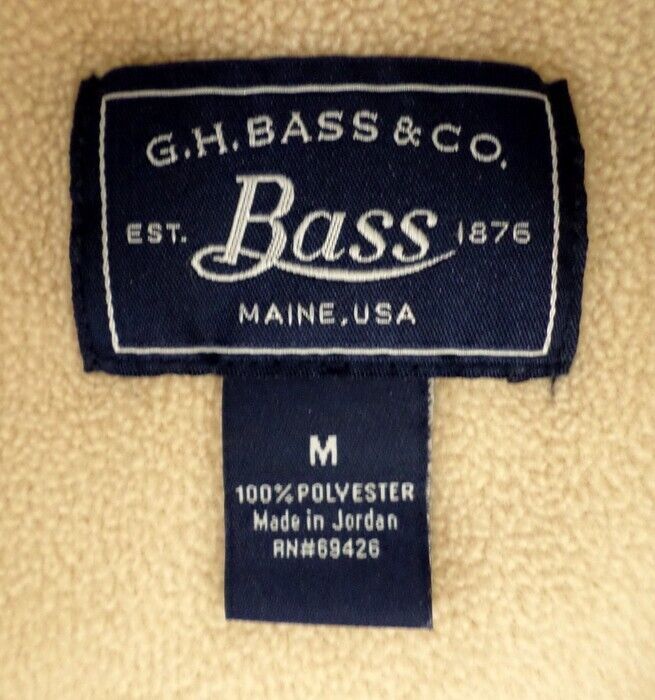 G.H.BASS & CO.
EST. Bass 1876
MAINE, USA
M
100% POLYESTER
Made in Jordan
RN#69426